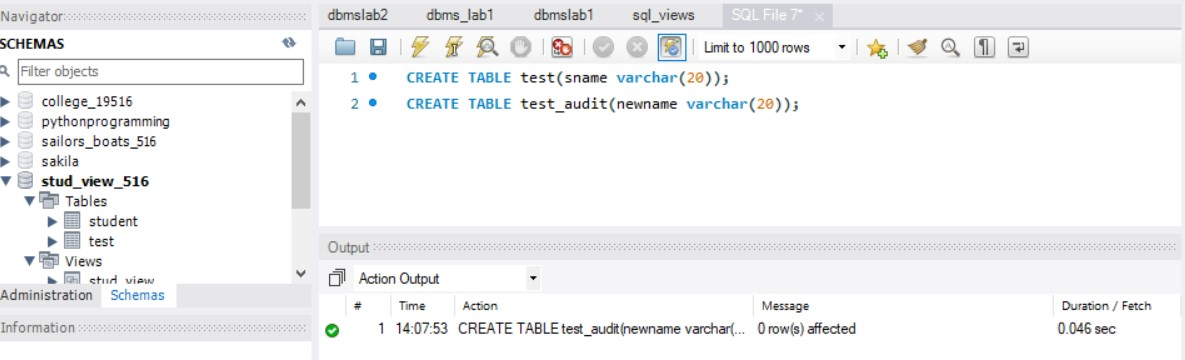 Navigator
SCHEMAS
Filter objects
college_19516
pythonprogramming
sailors_boats_516
sakila
stud_view_516
Tables
student
test
Views
stud_view
Administration Schemas
Information
dbmslab2 dbms_lab1 dbmslab1 sql_views SQL File 7* ×
Limit to 1000 rows
1 CREATE TABLE test(sname varchar(20));
2 CREATE TABLE test_audit(newname varchar(20));
Output
Action Output
# Time Action Message Duration / Fetch
1 14:07:53 CREATE TABLE test_audit(newname varchar(... 0 row(s) affected 0.046 sec